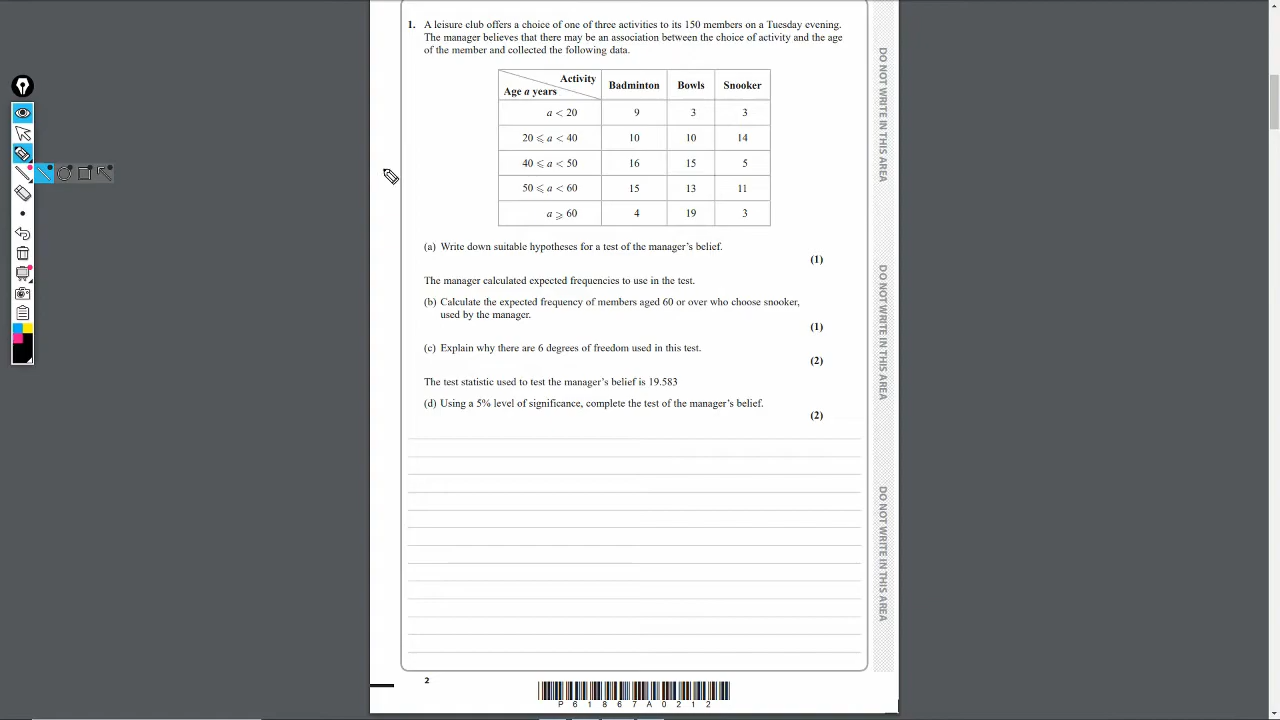 1. A leisure club offers a choice of one of three activities to its 150 members on a Tuesday evening.
The manager believes that there may be an association between the choice of activity and the age
of the member and collected the following data.
Activity
Age a years
Badminton Bowls Snooker
a < 20 9 3 3
20 ⩽ a < 40 10 10 14
40 ⩽ a < 50 16 15 5
50 ⩽ a < 60 15 13 11
a ⩾ 60 4 19 3
(a) Write down suitable hypotheses for a test of the manager's belief.
(1)
The manager calculated expected frequencies to use in the test.
(b) Calculate the expected frequency of members aged 60 or over who choose snooker,
used by the manager.
(1)
(c) Explain why there are 6 degrees of freedom used in this test.
(2)
The test statistic used to test the manager's belief is 19.583
(d) Using a 5% level of significance, complete the test of the manager's belief.
(2)
2
P 6 1 8 6 7 A 0 2 1 2
DO NOT WRITE IN THIS AREA
DO NOT WRITE IN THIS AREA
DO NOT WRITE IN THIS AREA